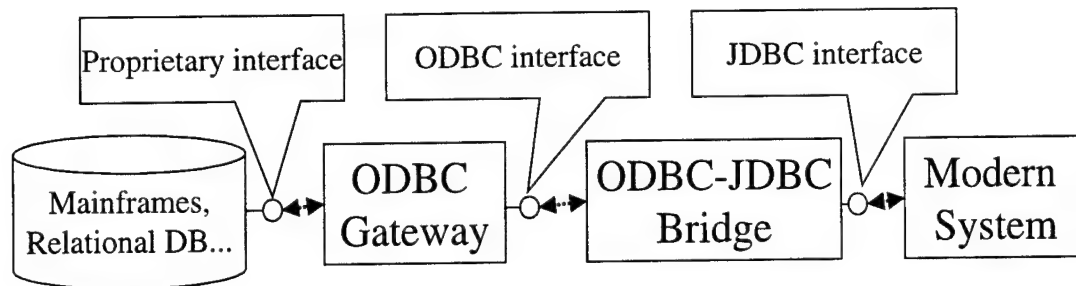 Proprietary interface
ODBC interface
JDBC interface
Mainframes,
Relational DB...
ODBC
Gateway
ODBC-JDBC
Bridge
Modern
System